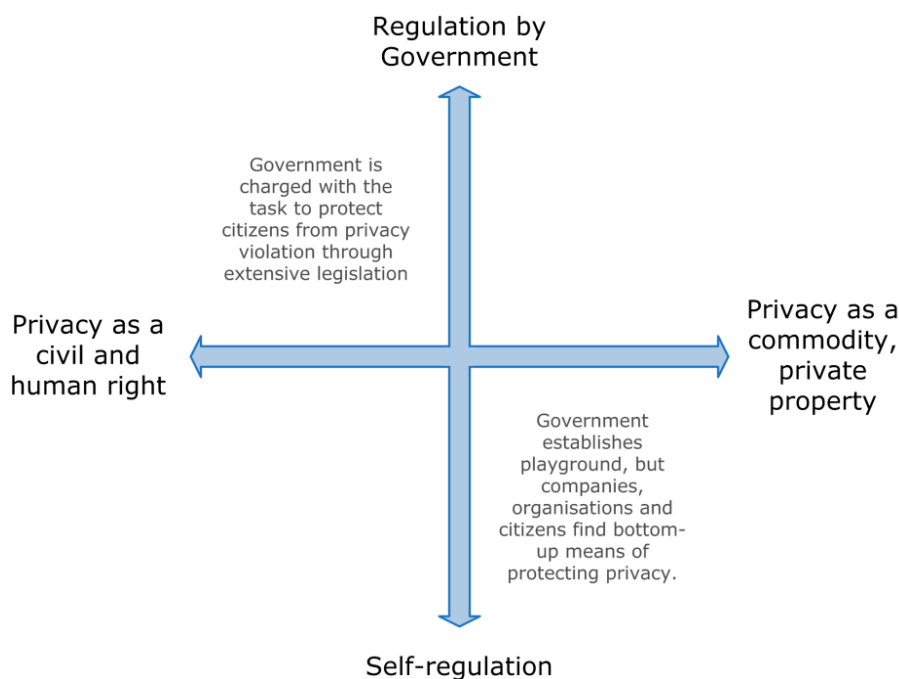 Regulation by
Government
Government is
charged with the
task to protect
citizens from privacy
violation through
extensive legislation
Privacy as a
civil and
human right
Privacy as a
commodity,
private
property
Government
establishes
playground, but
companies,
organisations and
citizens find bottom-
up means of
protecting privacy.
Self-regulation